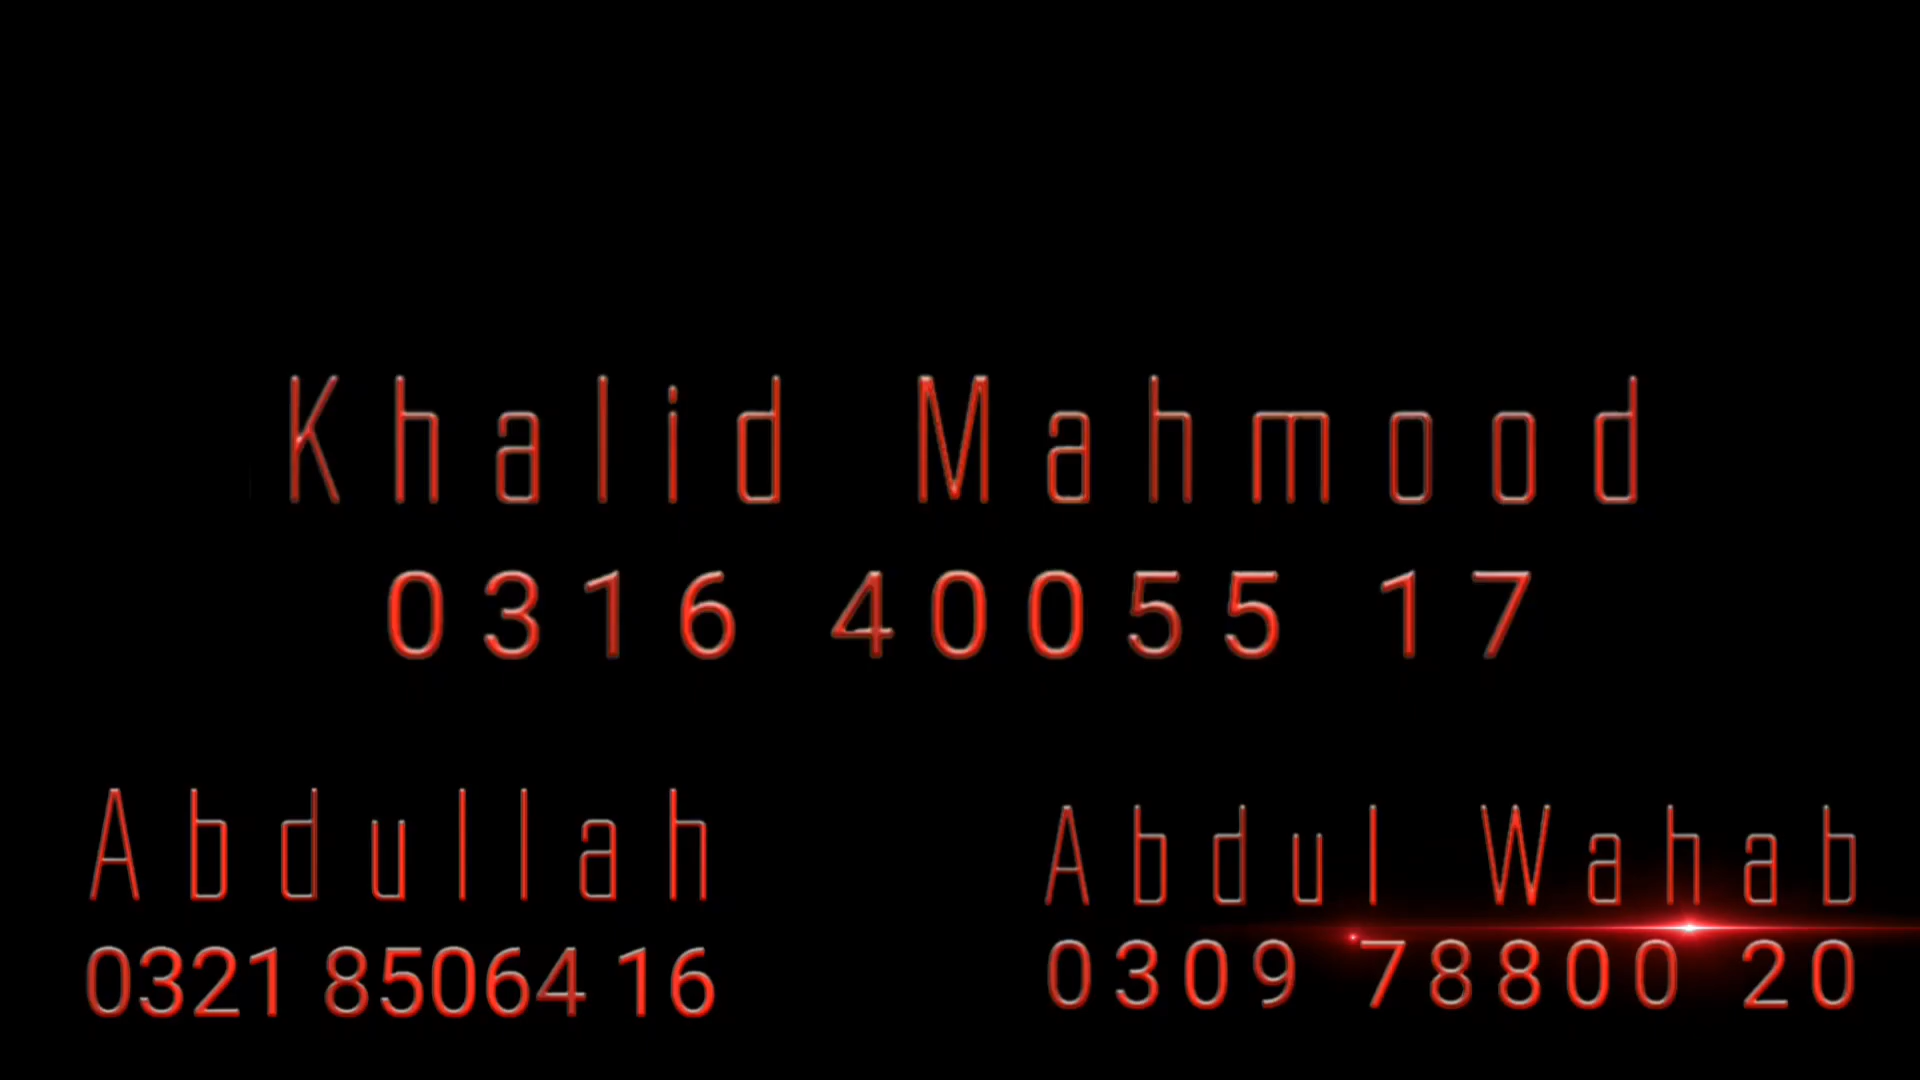 Khalid Mahmood
0316 40055 17
Abdullah
0321 85064 16
Abdul Wahab
0309 78800 20